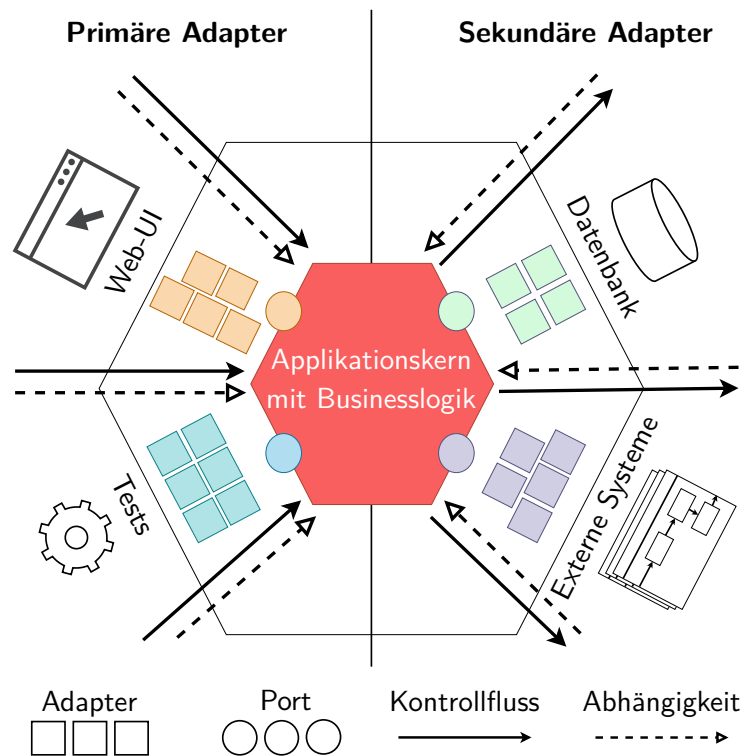 Primäre Adapter
Sekundäre Adapter
Web-UI
Datenbank
Applikationskern
mit Businesslogik
Tests
Externe Systeme
Adapter
Port
Kontrollfluss
Abhängigkeit